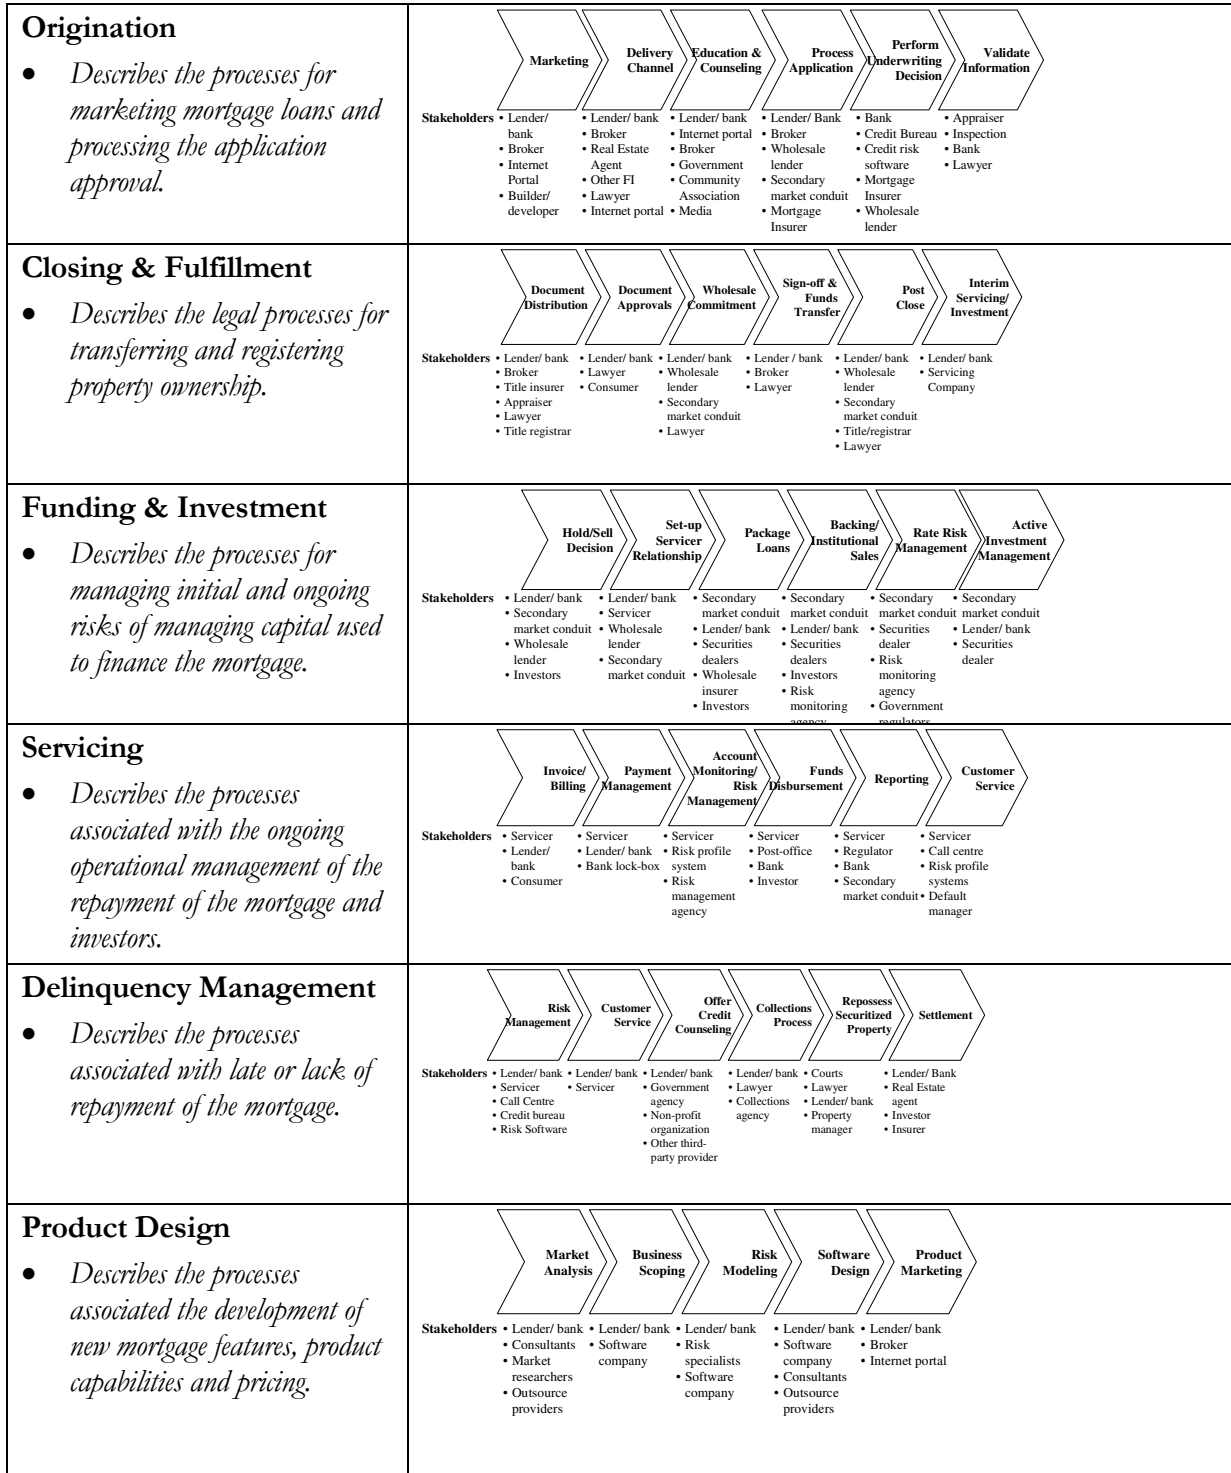 Origination
• Describes the processes for
marketing mortgage loans and
processing the application
approval.
Marketing
Delivery
Channel
Education &
Counseling
Process
Application
Perform
Underwriting
Decision
Validate
Information
Stakeholders
• Lender/
bank
• Broker
• Internet
Portal
• Builder/
developer
• Lender/ bank
• Broker
• Real Estate
Agent
• Other FI
• Lawyer
• Internet portal
• Lender/ bank
• Internet portal
• Broker
• Government
• Community
Association
• Media
• Lender/ Bank
• Broker
• Wholesale
lender
• Secondary
market conduit
• Mortgage
Insurer
• Bank
• Credit Bureau
• Credit risk
software
• Mortgage
Insurer
• Wholesale
lender
• Appraiser
• Inspection
• Bank
• Lawyer
Closing & Fulfillment
• Describes the legal processes for
transferring and registering
property ownership.
Document
Distribution
Document
Approvals
Wholesale
Commitment
Sign-off &
Funds
Transfer
Post
Close
Interim
Servicing/
Investment
Stakeholders
• Lender/ bank
• Broker
• Title insurer
• Appraiser
• Lawyer
• Title registrar
• Lender/ bank
• Lawyer
• Consumer
• Lender/ bank
• Wholesale
lender
• Secondary
market conduit
• Lawyer
• Lender / bank
• Broker
• Lawyer
• Lender/ bank
• Wholesale
lender
• Secondary
market conduit
• Title/registrar
• Lawyer
• Lender/ bank
• Servicing
Company
Funding & Investment
• Describes the processes for
managing initial and ongoing
risks of managing capital used
to finance the mortgage.
Hold/Sell
Decision
Set-up
Servicer
Relationship
Package
Loans
Backing/
Institutional
Sales
Rate Risk
Management
Active
Investment
Management
Stakeholders
• Lender/ bank
• Secondary
market conduit
• Wholesale
lender
• Investors
• Lender/ bank
• Servicer
• Wholesale
lender
• Secondary
market conduit
• Secondary
market conduit
• Lender/ bank
• Securities
dealers
• Wholesale
insurer
• Investors
• Secondary
market conduit
• Lender/ bank
• Securities
dealers
• Investors
• Risk
monitoring
agency
• Secondary
market conduit
• Securities
dealer
• Risk
monitoring
agency
• Government
regulators
• Secondary
market conduit
• Lender/ bank
• Securities
dealer
Servicing
• Describes the processes
associated with the ongoing
operational management of the
repayment of the mortgage and
investors.
Invoice/
Billing
Payment
Management
Account
Monitoring/
Risk
Management
Funds
Disbursement
Reporting
Customer
Service
Stakeholders
• Servicer
• Lender/
bank
• Consumer
• Servicer
• Lender/ bank
• Bank lock-box
• Servicer
• Risk profile
system
• Risk
management
agency
• Servicer
• Post-office
• Bank
• Investor
• Servicer
• Regulator
• Bank
• Secondary
market conduit
• Servicer
• Call centre
• Risk profile
systems
• Default
manager
Delinquency Management
• Describes the processes
associated with late or lack of
repayment of the mortgage.
Risk
Management
Customer
Service
Offer
Credit
Counseling
Collections
Process
Repossess
Securitized
Property
Settlement
Stakeholders
• Lender/ bank
• Servicer
• Call Centre
• Credit bureau
• Risk Software
• Lender/ bank
• Servicer
• Lender/ bank
• Government
agency
• Non-profit
organization
• Other third-
party provider
• Lender/ bank
• Lawyer
• Collections
agency
• Courts
• Lawyer
• Lender/ bank
• Property
manager
• Lender/ Bank
• Real Estate
agent
• Investor
• Insurer
Product Design
• Describes the processes
associated the development of
new mortgage features, product
capabilities and pricing.
Market
Analysis
Business
Scoping
Risk
Modeling
Software
Design
Product
Marketing
Stakeholders
• Lender/ bank
• Consultants
• Market
researchers
• Outsource
providers
• Lender/ bank
• Software
company
• Lender/ bank
• Risk
specialists
• Software
company
• Lender/ bank
• Software
company
• Consultants
• Outsource
providers
• Lender/ bank
• Broker
• Internet portal